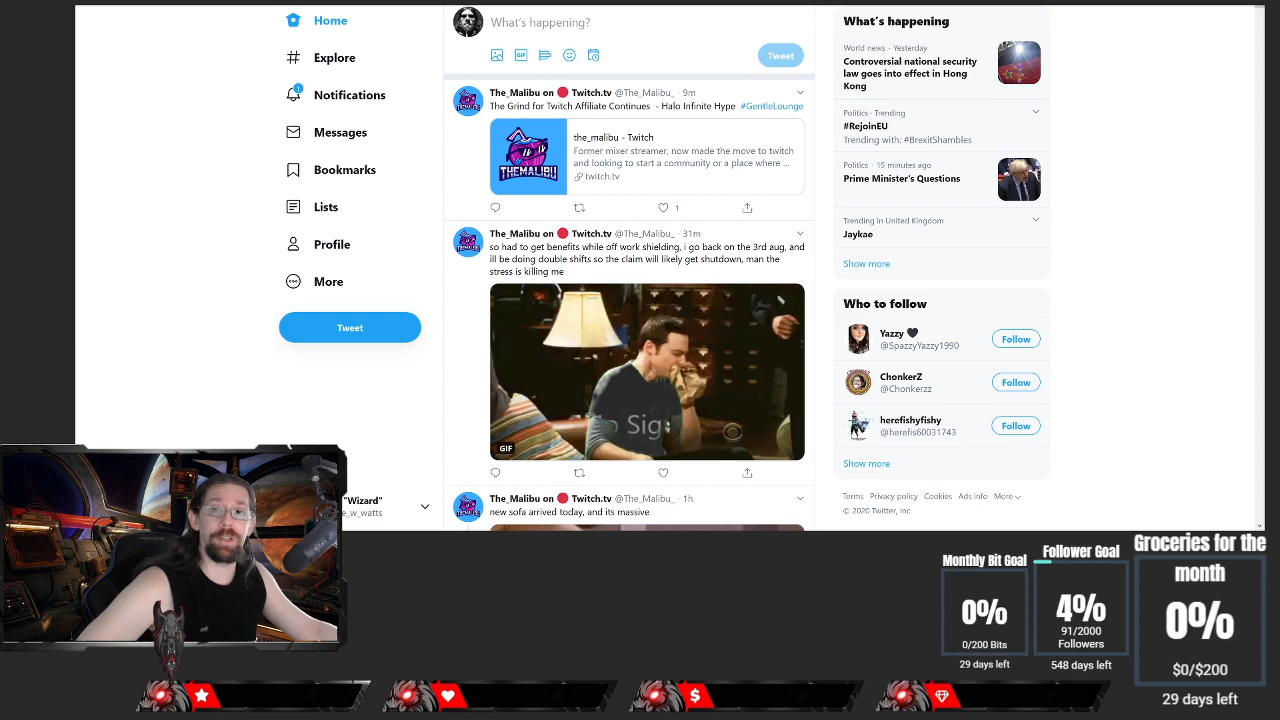 Home
Explore
1
Notifications
Messages
Bookmarks
Lists
Profile
More
Tweet
"Wizard"
e_w_watts
What's happening?
GIF
Tweet
The_Malibu on 🔴 Twitch.tv @The_Malibu_ · 9m
The Grind for Twitch Affiliate Continues - Halo Infinite Hype #GentleLounge
THEMALIBU
the_malibu - Twitch
Former mixer streamer, now made the move to twitch
and looking to start a community or a place where ...
twitch.tv
1
The_Malibu on 🔴 Twitch.tv @The_Malibu_ · 31m
so had to get benefits while off work shielding, i go back on the 3rd aug, and
ill be doing double shifts so the claim will likely get shutdown, man the
stress is killing me
GIF
The_Malibu on 🔴 Twitch.tv @The_Malibu_ · 1h
new sofa arrived today, and its massive
What's happening
World news · Yesterday
Controversial national security
law goes into effect in Hong
Kong
Politics · Trending
#RejoinEU
Trending with: #BrexitShambles
Politics · 15 minutes ago
Prime Minister's Questions
Trending in United Kingdom
Jaykae
Show more
Who to follow
Yazzy 🖤
@SpazzyYazzy1990
Follow
ChonkerZ
@Chonkerzz
Follow
herefishyfishy
@herefis60031743
Follow
Show more
Terms Privacy policy Cookies Ads info More
© 2020 Twitter, Inc.
Monthly Bit Goal
0%
0/200 Bits
29 days left
Follower Goal
4%
91/2000
Followers
548 days left
Groceries for the
month
0%
$0/$200
29 days left
$